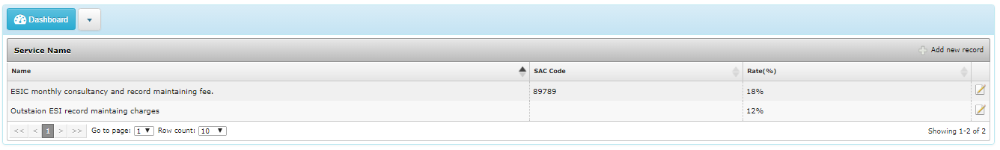 Dashboard
Service Name Add new record
Name SAC Code Rate(%)
ESIC monthly consultancy and record maintaining fee. 89789 18%
Outstaion ESI record maintaing charges 12%
<< < 1 > >> Go to page: 1 Row count: 10 Showing 1-2 of 2